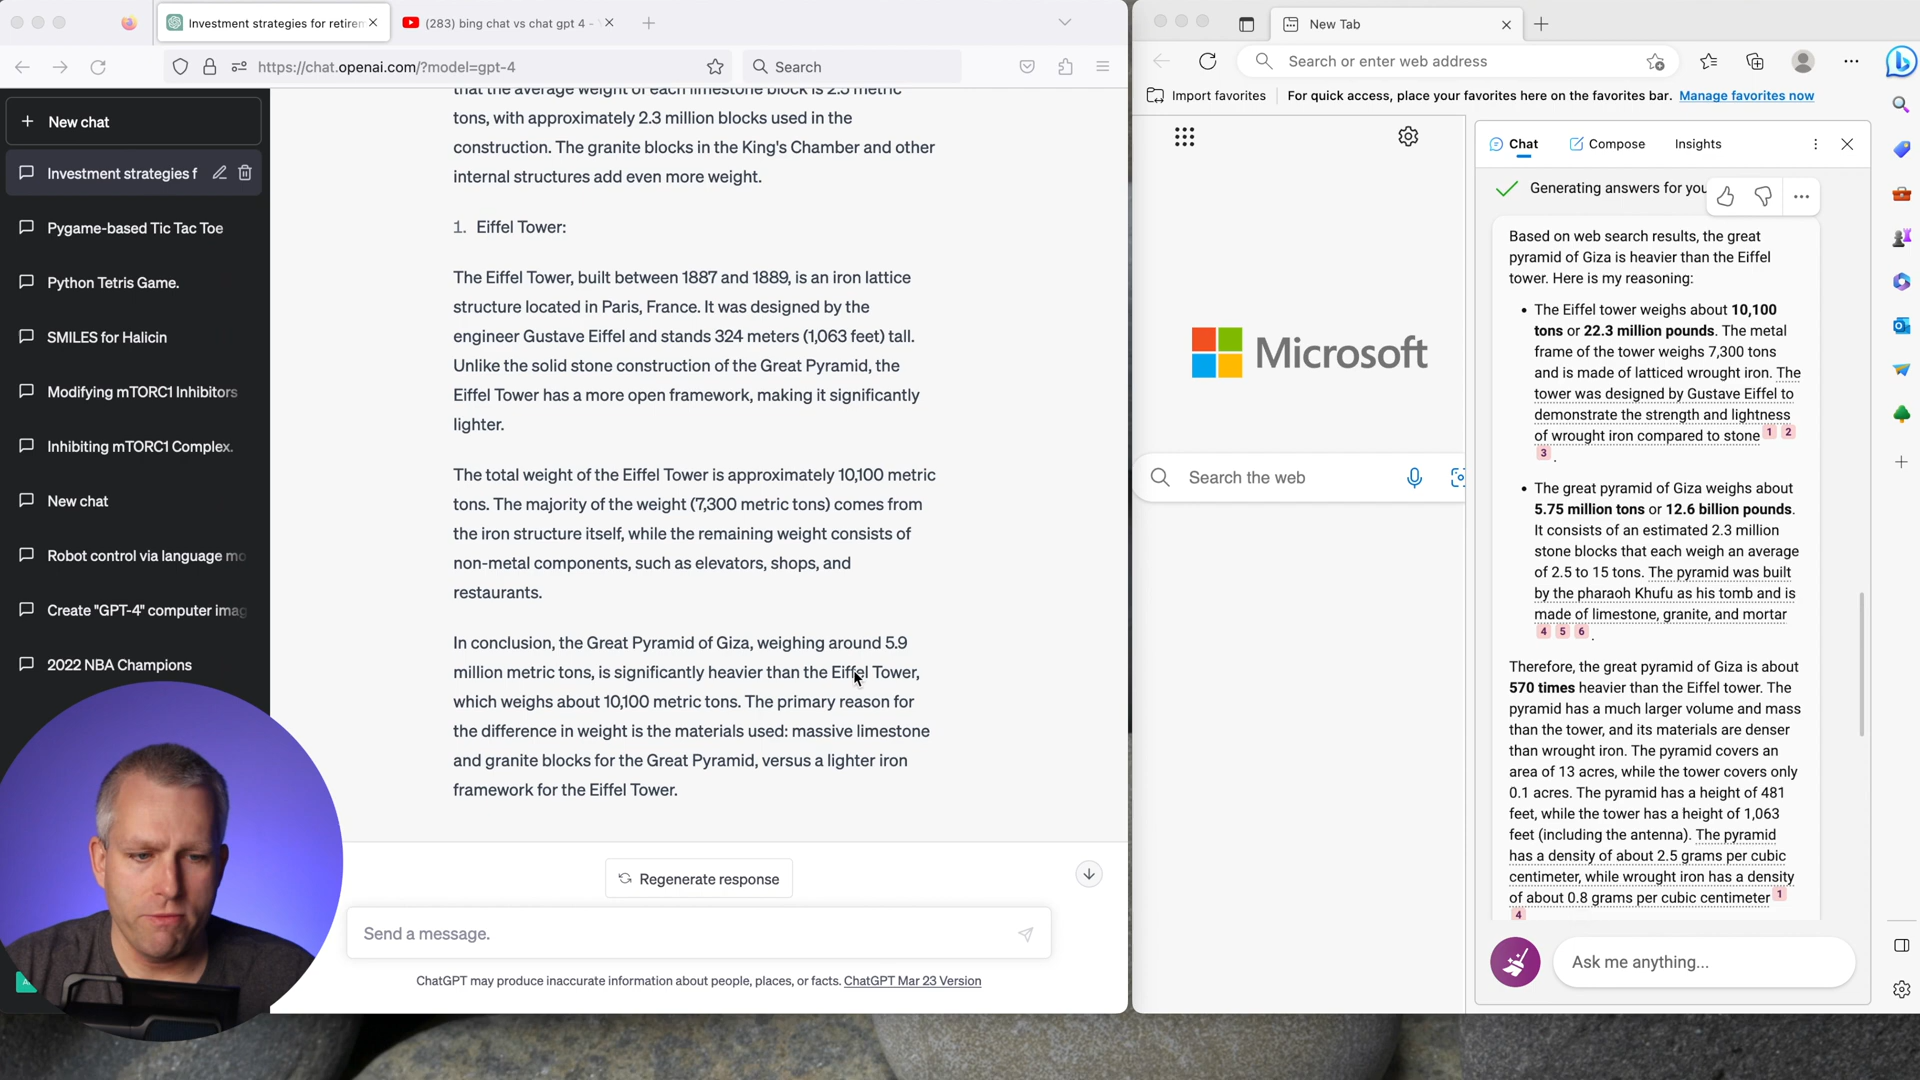 Investment strategies for retirem
(283) bing chat vs chat gpt 4 -
https://chat.openai.com/?model=gpt-4
Search
New chat
Investment strategies f
Pygame-based Tic Tac Toe
Python Tetris Game.
SMILES for Halicin
Modifying mTORC1 Inhibitors
Inhibiting mTORC1 Complex.
New chat
Robot control via language mo
Create "GPT-4" computer imag
2022 NBA Champions
that the average weight of each limestone block is 2.5 metric
tons, with approximately 2.3 million blocks used in the
construction. The granite blocks in the King's Chamber and other
internal structures add even more weight.
1. Eiffel Tower:
The Eiffel Tower, built between 1887 and 1889, is an iron lattice
structure located in Paris, France. It was designed by the
engineer Gustave Eiffel and stands 324 meters (1,063 feet) tall.
Unlike the solid stone construction of the Great Pyramid, the
Eiffel Tower has a more open framework, making it significantly
lighter.
The total weight of the Eiffel Tower is approximately 10,100 metric
tons. The majority of the weight (7,300 metric tons) comes from
the iron structure itself, while the remaining weight consists of
non-metal components, such as elevators, shops, and
restaurants.
In conclusion, the Great Pyramid of Giza, weighing around 5.9
million metric tons, is significantly heavier than the Eiffel Tower,
which weighs about 10,100 metric tons. The primary reason for
the difference in weight is the materials used: massive limestone
and granite blocks for the Great Pyramid, versus a lighter iron
framework for the Eiffel Tower.
Regenerate response
Send a message.
ChatGPT may produce inaccurate information about people, places, or facts. ChatGPT Mar 23 Version
New Tab
Search or enter web address
Import favorites
For quick access, place your favorites here on the favorites bar. Manage favorites now
Microsoft
Search the web
Chat
Compose
Insights
Generating answers for you
Based on web search results, the great
pyramid of Giza is heavier than the Eiffel
tower. Here is my reasoning:
• The Eiffel tower weighs about 10,100
tons or 22.3 million pounds. The metal
frame of the tower weighs 7,300 tons
and is made of latticed wrought iron. The
tower was designed by Gustave Eiffel to
demonstrate the strength and lightness
of wrought iron compared to stone 1 2
3 .
• The great pyramid of Giza weighs about
5.75 million tons or 12.6 billion pounds.
It consists of an estimated 2.3 million
stone blocks that each weigh an average
of 2.5 to 15 tons. The pyramid was built
by the pharaoh Khufu as his tomb and is
made of limestone, granite, and mortar
4 5 6 .
Therefore, the great pyramid of Giza is about
570 times heavier than the Eiffel tower. The
pyramid has a much larger volume and mass
than the tower, and its materials are denser
than wrought iron. The pyramid covers an
area of 13 acres, while the tower covers only
0.1 acres. The pyramid has a height of 481
feet, while the tower has a height of 1,063
feet (including the antenna). The pyramid
has a density of about 2.5 grams per cubic
centimeter, while wrought iron has a density
of about 0.8 grams per cubic centimeter 1
4
Ask me anything...